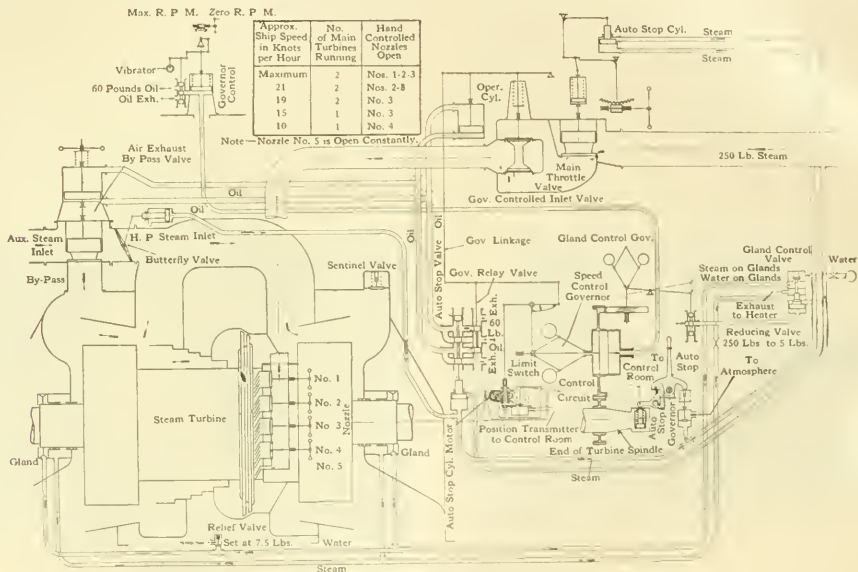 Max. R. P. M. Zero R. P. M.
Approx.
Ship Speed
in Knots
per Hour
No.
of Main
Turbines
Running
Hand
Controlled
Nozzles
Open
Maximum 2 Nos. 1-2-3
21 2 Nos. 2-8
19 2 No. 3
15 1 No. 3
10 1 No. 4
Note—Nozzle No. 5 is Open Constantly.
Vibrator
60 Pounds Oil
Oil Exh.
Governor
Control
Air Exhaust
By Pass Valve
Oil
Oil
Oil
Aux. Steam
Inlet
H. P Steam Inlet
Butterfly Valve
By-Pass
Sentinel Valve
Auto Stop Cyl.
Steam
Steam
Oper.
Cyl.
Main
Throttle
Valve
250 Lb. Steam
Gov. Controlled Inlet Valve
Auto Stop Valve Oil
Gov Linkage
Gland Control Gov.
Gov. Relay Valve
Speed
Control
Governor
Gland Control
Valve
Water
Steam on Glands
Water on Glands
Exhaust
to Heater
Reducing Valve
250 Lbs to 5 Lbs.
Exh.
60
Lb.
Oil
Exh.
Limit
Switch
Control
Circuit
To
Control
Room
Auto
Stop
To
Atmosphere
Auto
Stop
Governor
Position Transmitter
to Control Room
End of Turbine Spindle
Steam
Auto Stop Cyl. Motor
Steam Turbine
No. 1
No. 2
No. 3
No. 4
No. 5
Nozzle
Gland
Gland
Relief Valve
Set at 7.5 Lbs.
Water
Steam